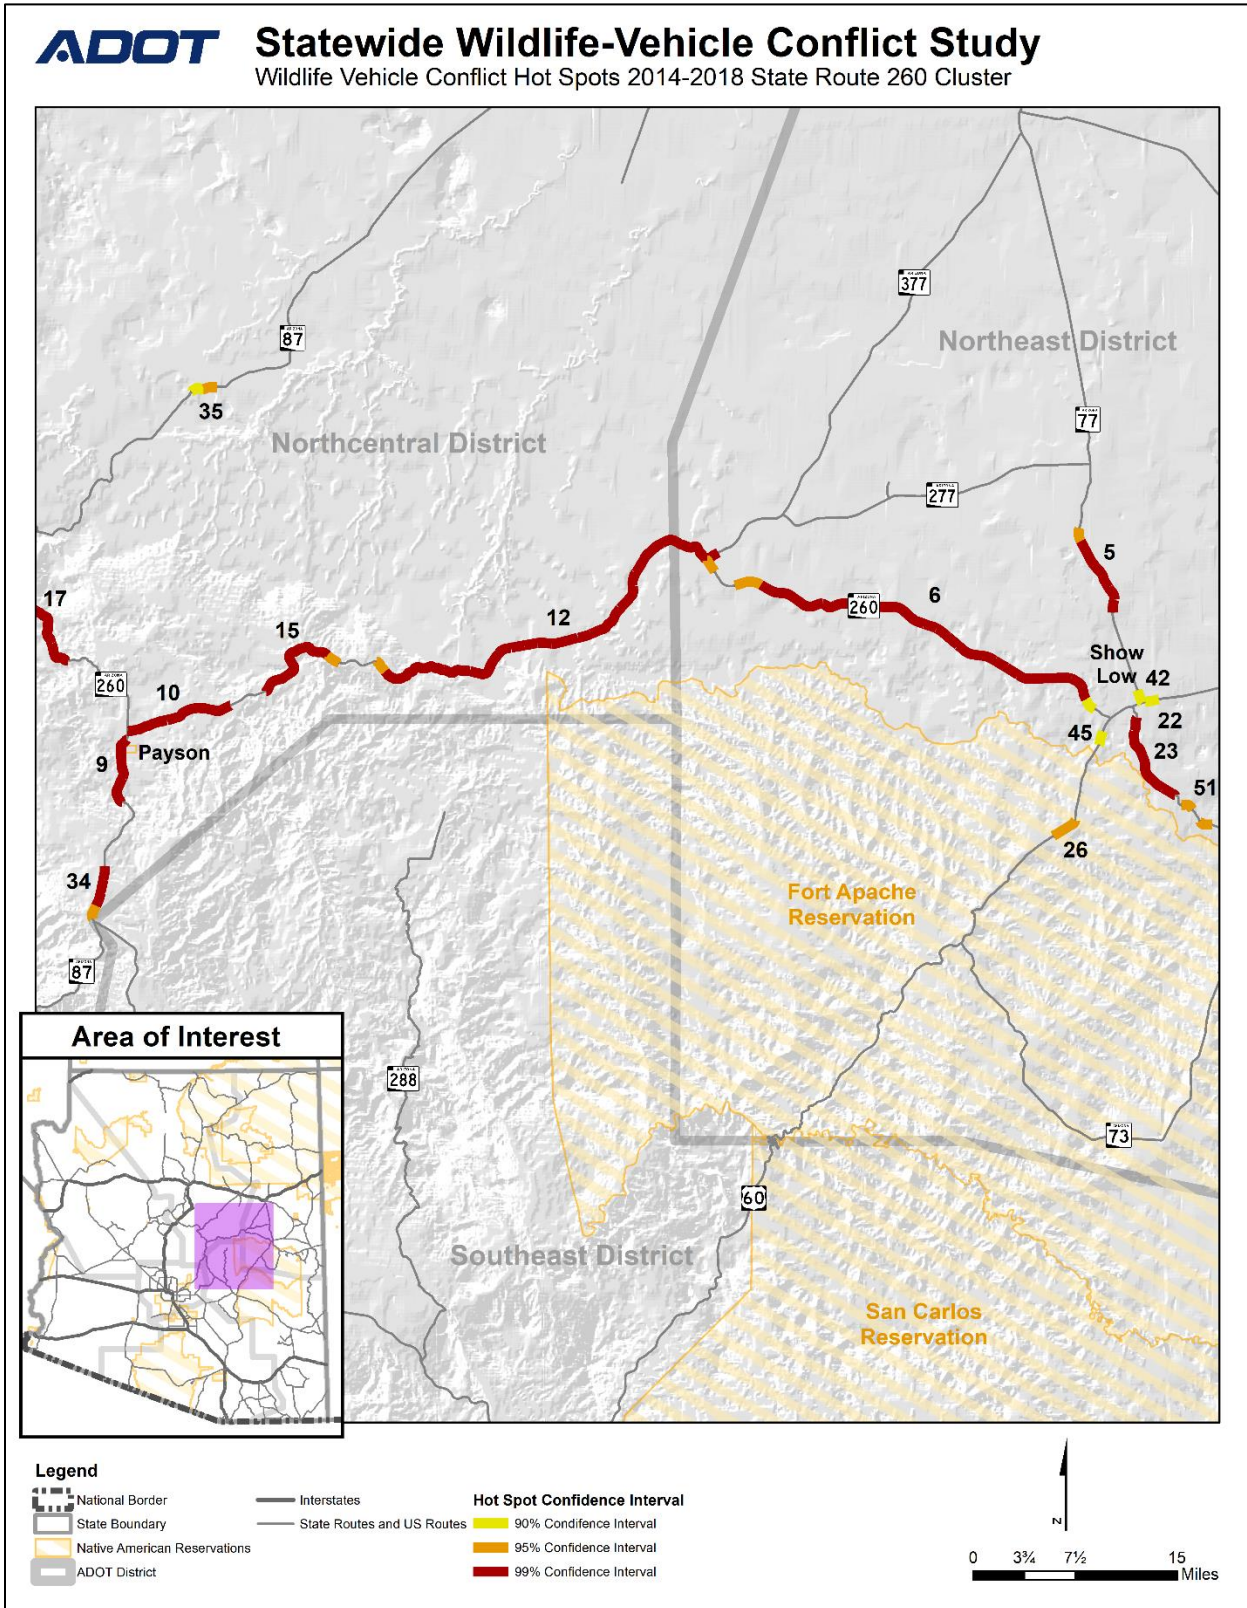 ADOT
Statewide Wildlife-Vehicle Conflict Study
Wildlife Vehicle Conflict Hot Spots 2014-2018 State Route 260 Cluster
377
87
Northeast District
35
77
Northcentral District
277
5
17
12
6
260
15
Show
Low
42
260
10
22
45
Payson
23
9
51
26
34
Fort Apache
Reservation
87
Area of Interest
288
73
60
Southeast District
San Carlos
Reservation
Legend
National Border
State Boundary
Native American Reservations
ADOT District
Interstates
State Routes and US Routes
Hot Spot Confidence Interval
90% Condifence Interval
95% Confidence Interval
99% Confidence Interval
N
0 3¾ 7½ 15
Miles